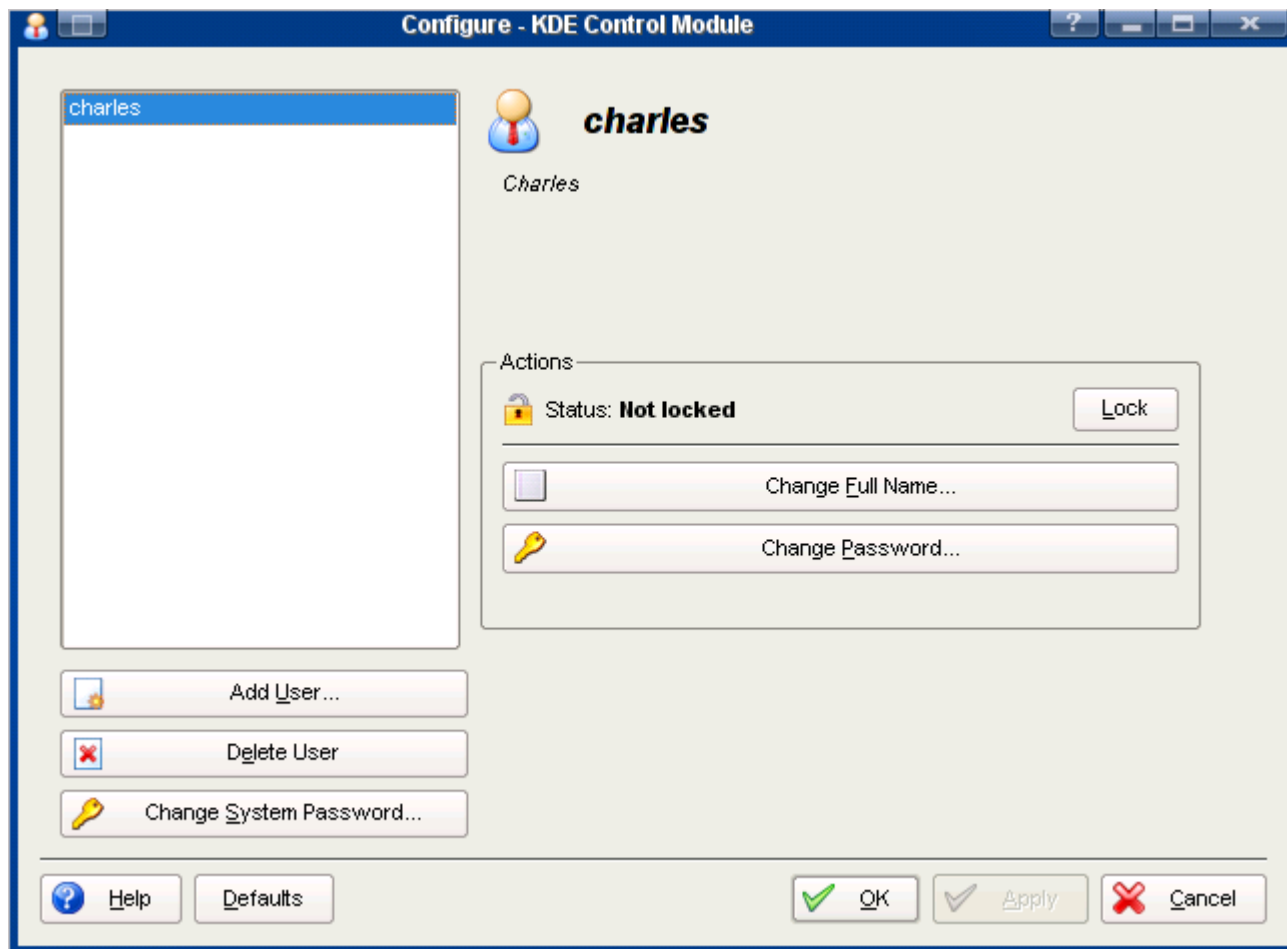 Configure - KDE Control Module
charles
charles
Charles
Actions
Status: Not locked
Lock
Change Full Name...
Change Password...
Add User...
Delete User
Change System Password...
Help
Defaults
OK
Apply
Cancel